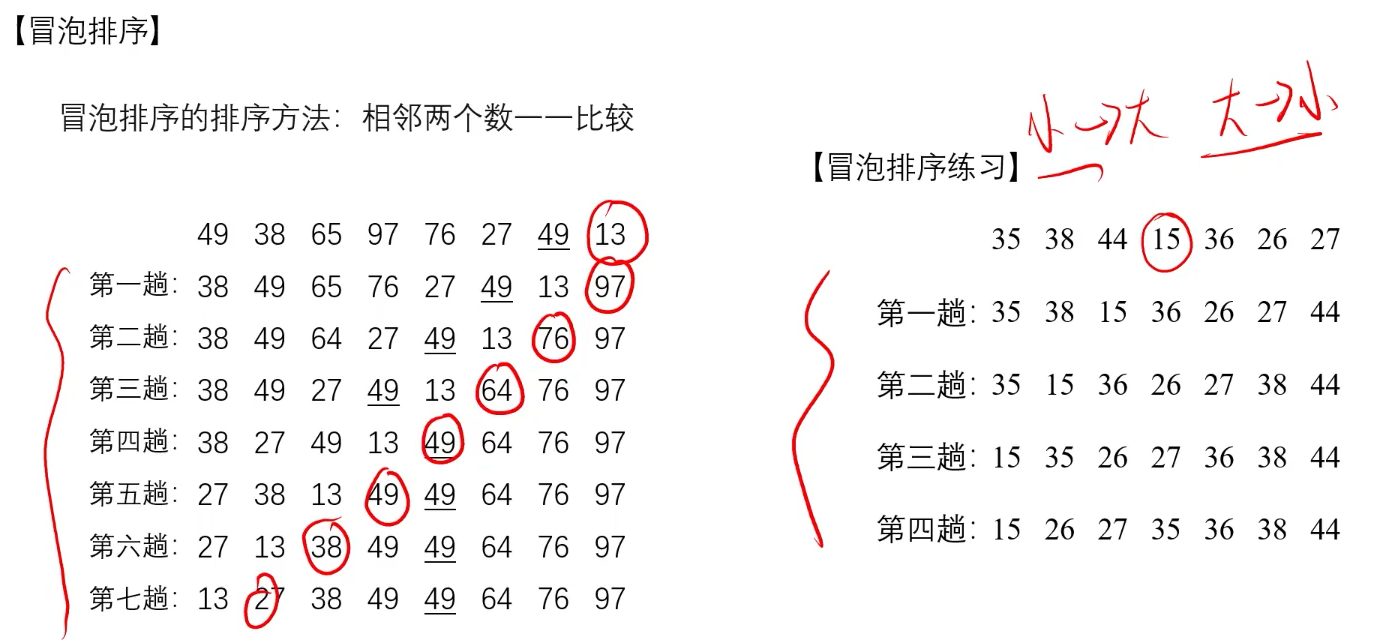 【冒泡排序】
冒泡排序的排序方法：相邻两个数一一比较
49 38 65 97 76 27 49 13
第一趟：38 49 65 76 27 49 13 97
第二趟：38 49 64 27 49 13 76 97
第三趟：38 49 27 49 13 64 76 97
第四趟：38 27 49 13 49 64 76 97
第五趟：27 38 13 49 49 64 76 97
第六趟：27 13 38 49 49 64 76 97
第七趟：13 27 38 49 49 64 76 97
小→大 大→小
【冒泡排序练习】
35 38 44 15 36 26 27
第一趟：35 38 15 36 26 27 44
第二趟：35 15 36 26 27 38 44
第三趟：15 35 26 27 36 38 44
第四趟：15 26 27 35 36 38 44